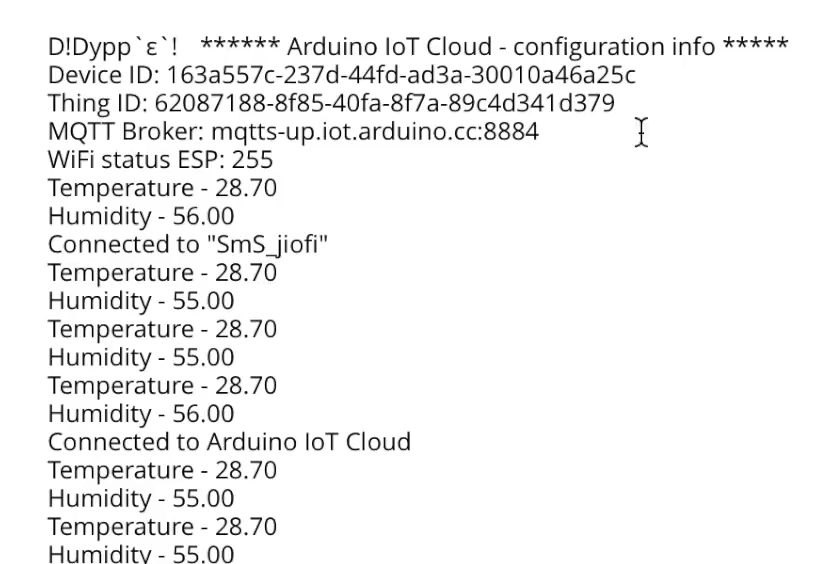 D!Dypp`ε`!   ****** Arduino IoT Cloud - configuration info *****
Device ID: 163a557c-237d-44fd-ad3a-30010a46a25c
Thing ID: 62087188-8f85-40fa-8f7a-89c4d341d379
MQTT Broker: mqtts-up.iot.arduino.cc:8884
WiFi status ESP: 255
Temperature - 28.70
Humidity - 56.00
Connected to "SmS_jiofi"
Temperature - 28.70
Humidity - 55.00
Temperature - 28.70
Humidity - 55.00
Temperature - 28.70
Humidity - 56.00
Connected to Arduino IoT Cloud
Temperature - 28.70
Humidity - 55.00
Temperature - 28.70
Humidity - 55.00